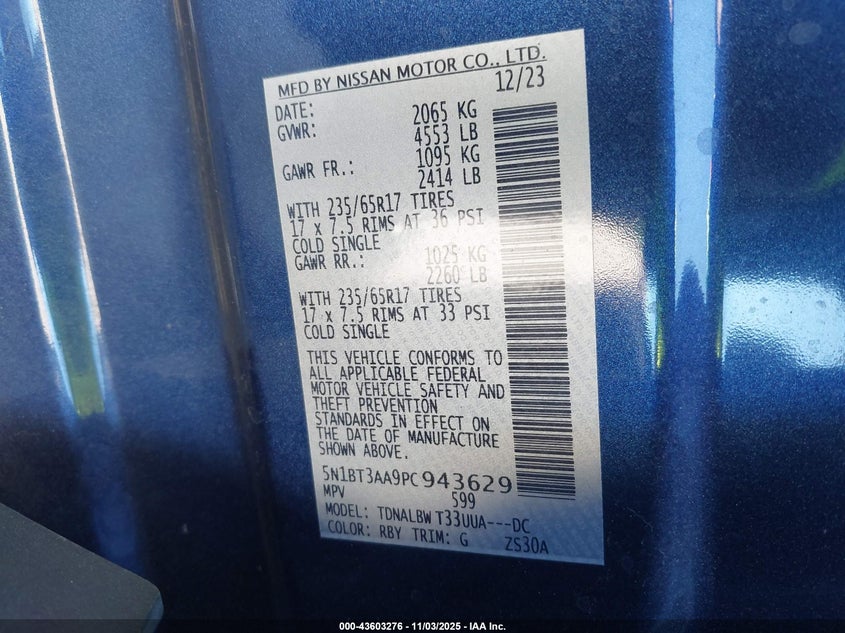 MFD BY NISSAN MOTOR CO., LTD.
DATE: 12/23
GVWR: 2065 KG
4553 LB
GAWR FR.: 1095 KG
2414 LB
WITH 235/65R17 TIRES
17 x 7.5 RIMS AT 36 PSI
COLD SINGLE
GAWR RR.: 1025 KG
2260 LB
WITH 235/65R17 TIRES
17 x 7.5 RIMS AT 33 PSI
COLD SINGLE
THIS VEHICLE CONFORMS TO
ALL APPLICABLE FEDERAL
MOTOR VEHICLE SAFETY AND
THEFT PREVENTION
STANDARDS IN EFFECT ON
THE DATE OF MANUFACTURE
SHOWN ABOVE.
5N1BT3AA9PC943629
MPV 599
MODEL: TDNALBW T33UUA---DC
COLOR: RBY TRIM: G ZS30A
000-43603276 - 11/03/2025 - IAA Inc.